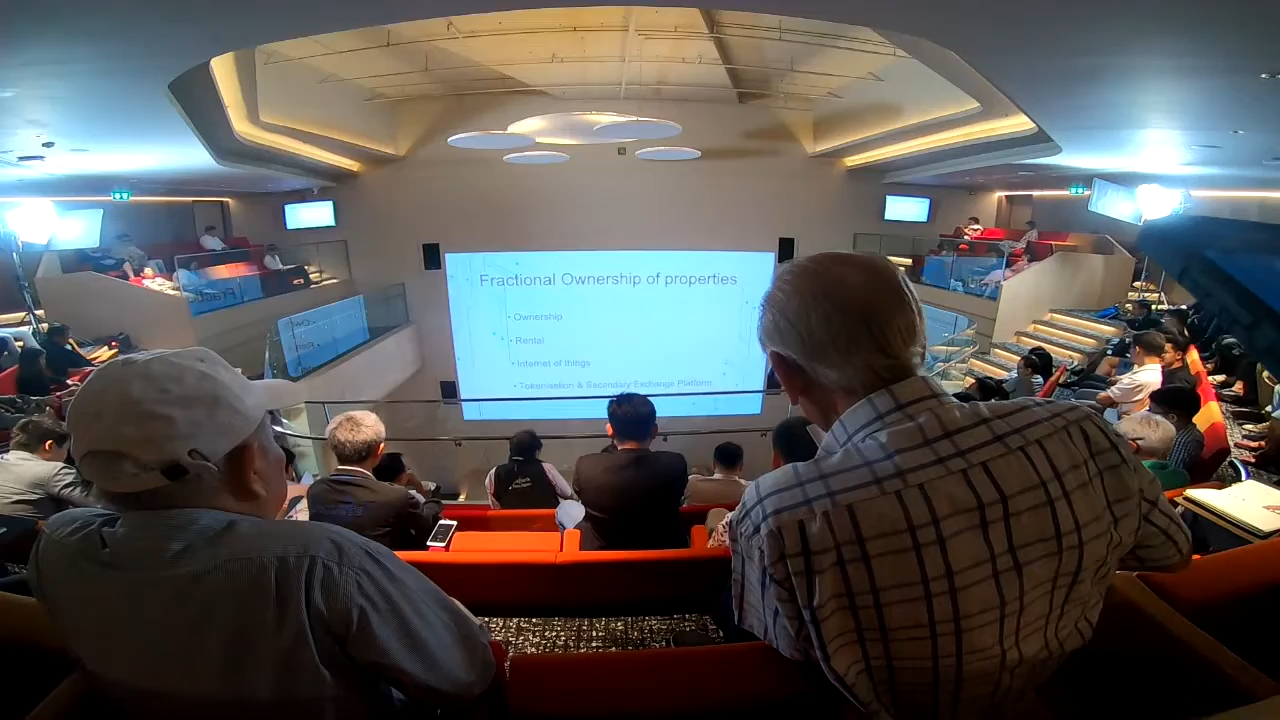 Fractional Ownership of properties
• Ownership
• Rental
• Internet of things
• Tokenisation & Secondary Exchange Platform